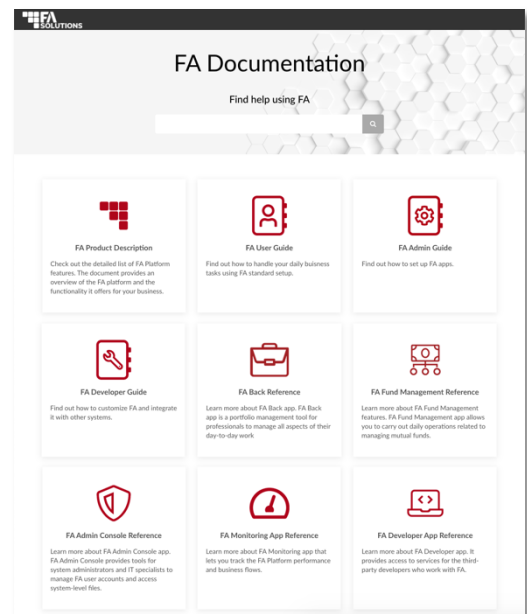 FA
SOLUTIONS
FA Documentation
Find help using FA
FA Product Description
Check out the detailed list of FA Platform
features. The document provides an
overview of the FA platform and the
functionality it offers for your business.
FA User Guide
Find out how to handle your daily buisness
tasks using FA standard setup.
FA Admin Guide
Find out how to set up FA apps.
FA Developer Guide
Find out how to customize FA and integrate
it with other systems.
FA Back Reference
Learn more about FA Back app. FA Back
app is a portfolio management tool for
professionals to manage all aspects of their
day-to-day work
FA Fund Management Reference
Learn more about FA Fund Management
features. FA Fund Management app allows
you to carry out daily operations related to
managing mutual funds.
FA Admin Console Reference
Learn more about FA Admin Console app.
FA Admin Console provides tools for
system administrators and IT specialists to
manage FA user accounts and access
system-level files.
FA Monitoring App Reference
Learn more about FA Monitoring app that
lets you track the FA Platform performance
and business flows.
FA Developer App Reference
Learn more about FA Developer app. It
provides access to services for the third-
party developers who work with FA.